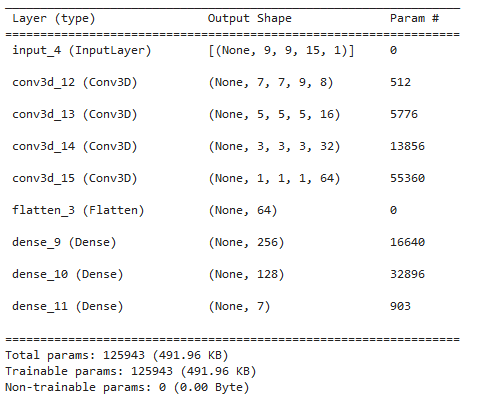 Layer (type) Output Shape Param #
=================================================================
input_4 (InputLayer) [(None, 9, 9, 15, 1)] 0
conv3d_12 (Conv3D) (None, 7, 7, 9, 8) 512
conv3d_13 (Conv3D) (None, 5, 5, 5, 16) 5776
conv3d_14 (Conv3D) (None, 3, 3, 3, 32) 13856
conv3d_15 (Conv3D) (None, 1, 1, 1, 64) 55360
flatten_3 (Flatten) (None, 64) 0
dense_9 (Dense) (None, 256) 16640
dense_10 (Dense) (None, 128) 32896
dense_11 (Dense) (None, 7) 903
=================================================================
Total params: 125943 (491.96 KB)
Trainable params: 125943 (491.96 KB)
Non-trainable params: 0 (0.00 Byte)